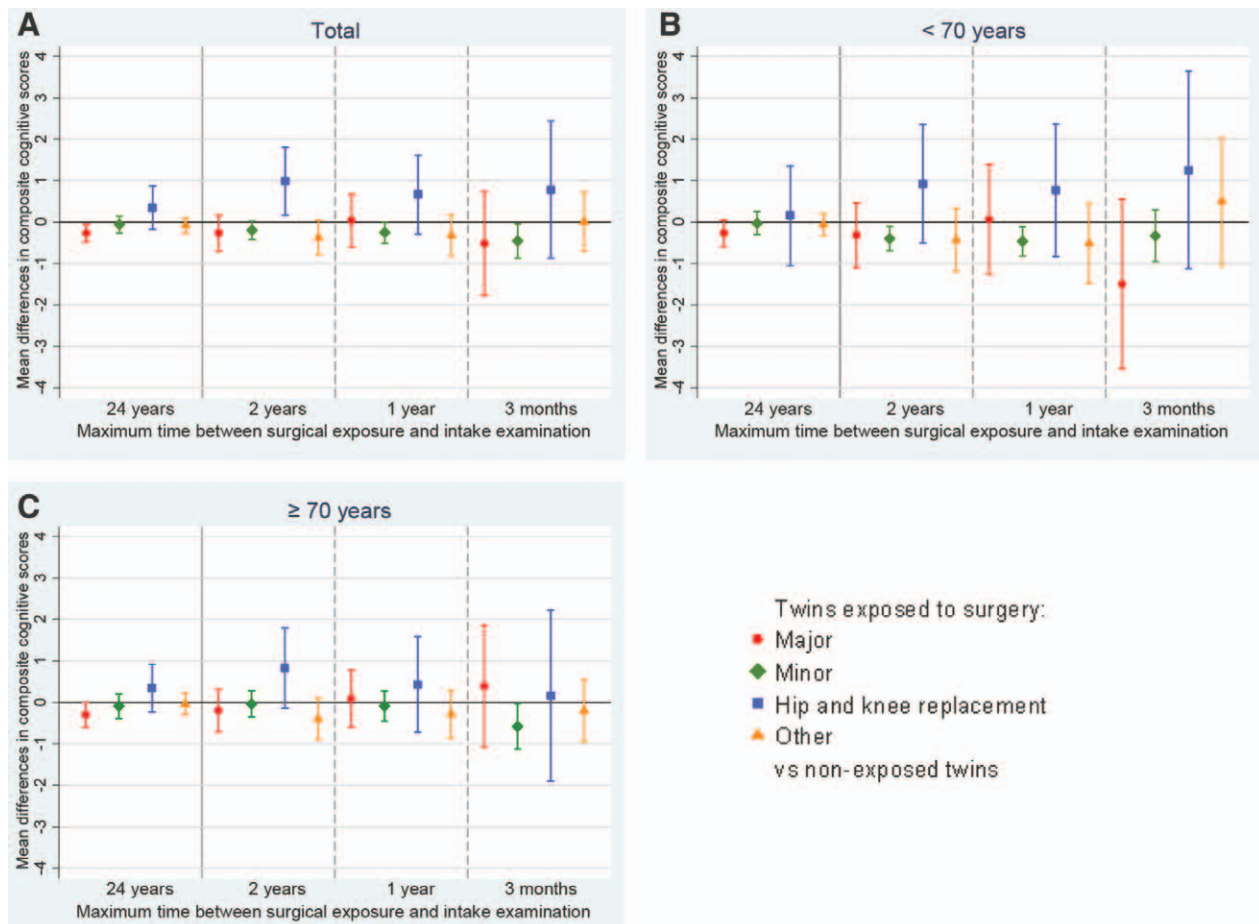 A
Total
Mean differences in composite cognitive scores
4
3
2
1
0
-1
-2
-3
-4
24 years
2 years
1 year
3 months
Maximum time between surgical exposure and intake examination
B
< 70 years
Mean differences in composite cognitive scores
4
3
2
1
0
-1
-2
-3
-4
24 years
2 years
1 year
3 months
Maximum time between surgical exposure and intake examination
C
≥ 70 years
Mean differences in composite cognitive scores
4
3
2
1
0
-1
-2
-3
-4
24 years
2 years
1 year
3 months
Maximum time between surgical exposure and intake examination
Twins exposed to surgery:
Major
Minor
Hip and knee replacement
Other
vs non-exposed twins